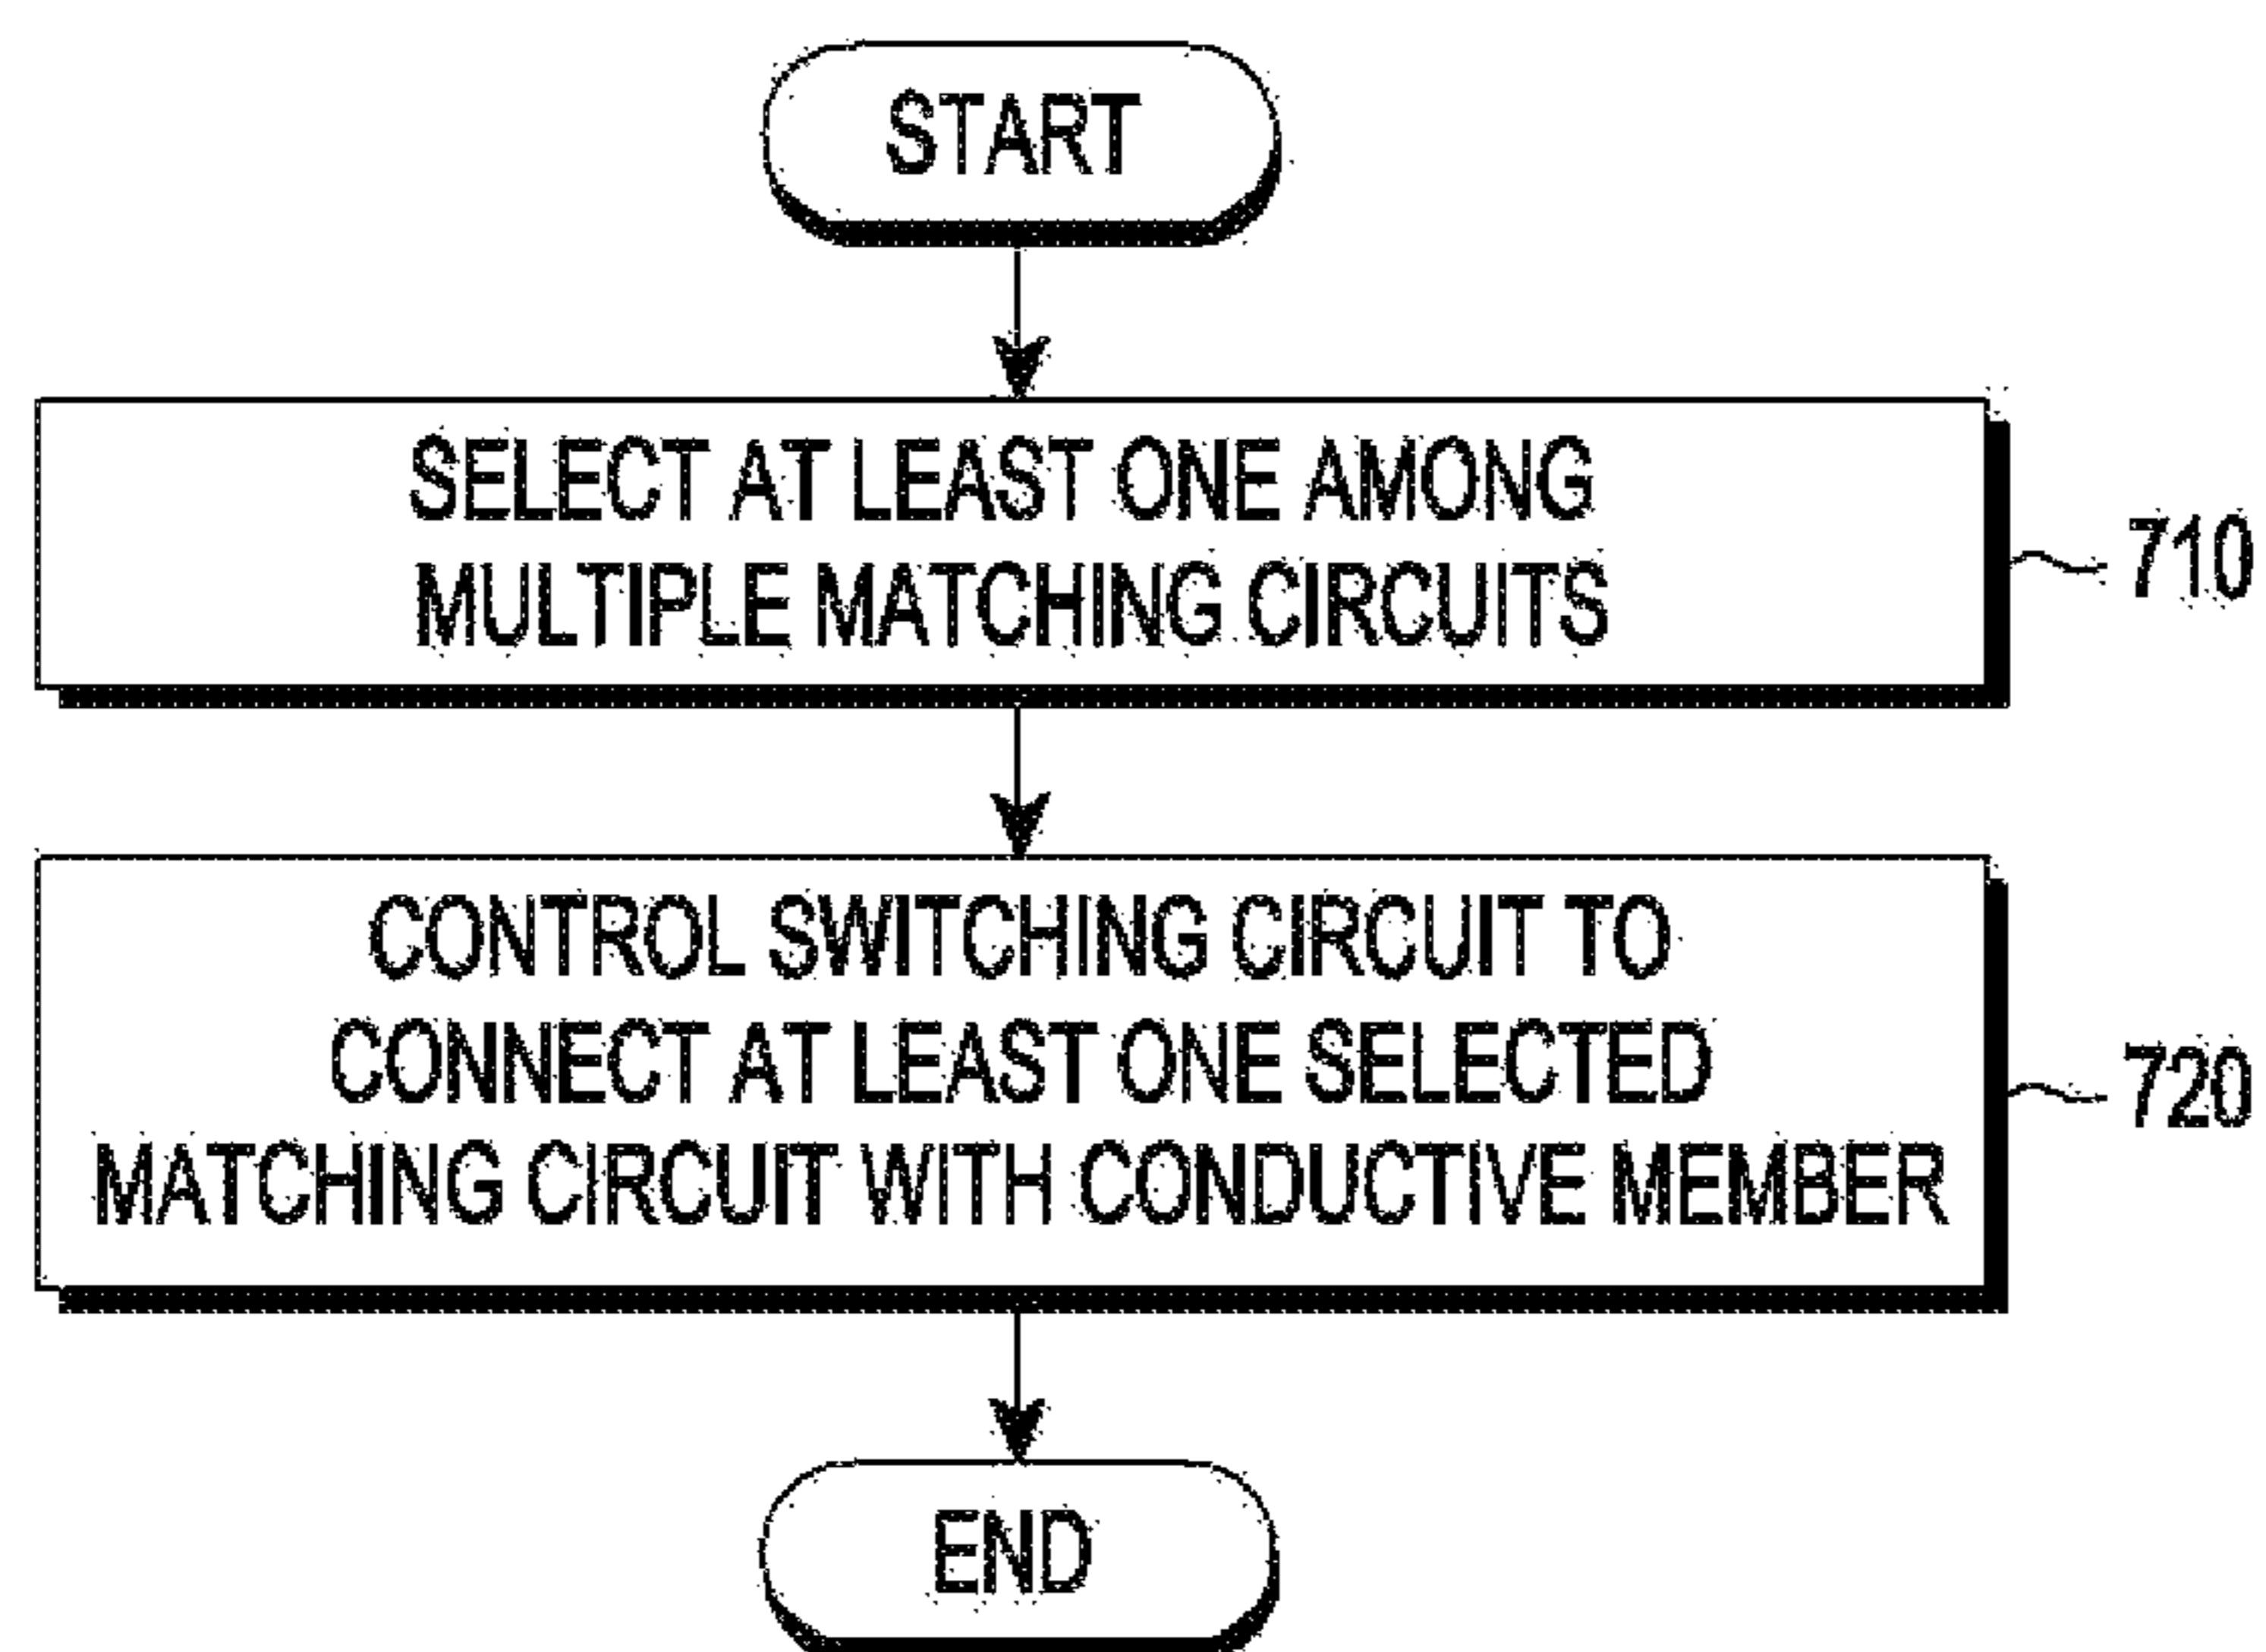 START
SELECT AT LEAST ONE AMONG
MULTIPLE MATCHING CIRCUITS
710
CONTROL SWITCHING CIRCUIT TO
CONNECT AT LEAST ONE SELECTED
MATCHING CIRCUIT WITH CONDUCTIVE MEMBER
720
END